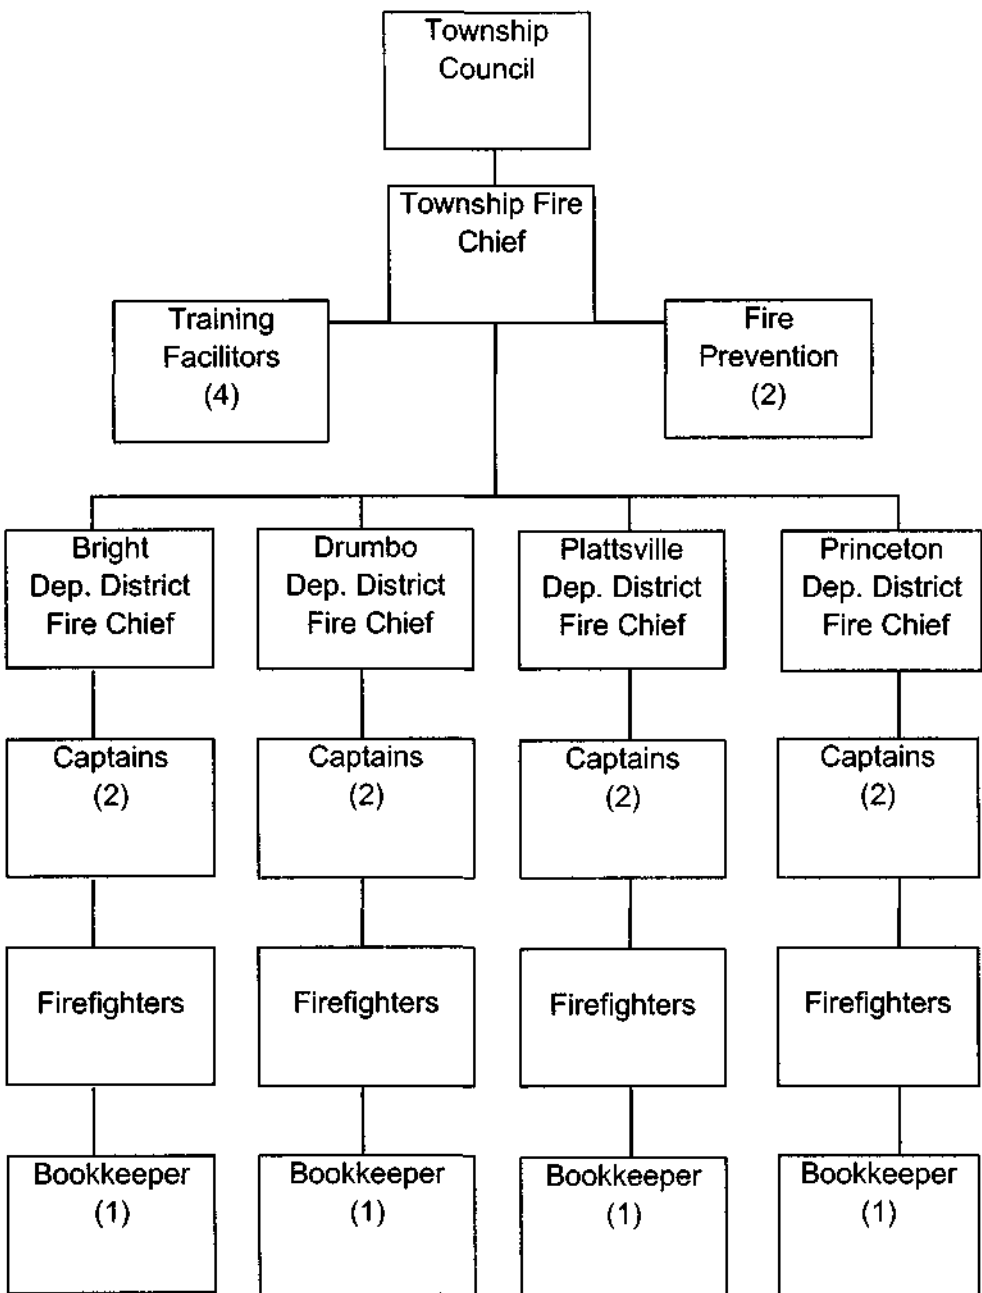 Township
Council
Township Fire
Chief
Training
Facilitors
(4)
Fire
Prevention
(2)
Bright
Dep. District
Fire Chief
Drumbo
Dep. District
Fire Chief
Plattsville
Dep. District
Fire Chief
Princeton
Dep. District
Fire Chief
Captains
(2)
Captains
(2)
Captains
(2)
Captains
(2)
Firefighters
Firefighters
Firefighters
Firefighters
Bookkeeper
(1)
Bookkeeper
(1)
Bookkeeper
(1)
Bookkeeper
(1)